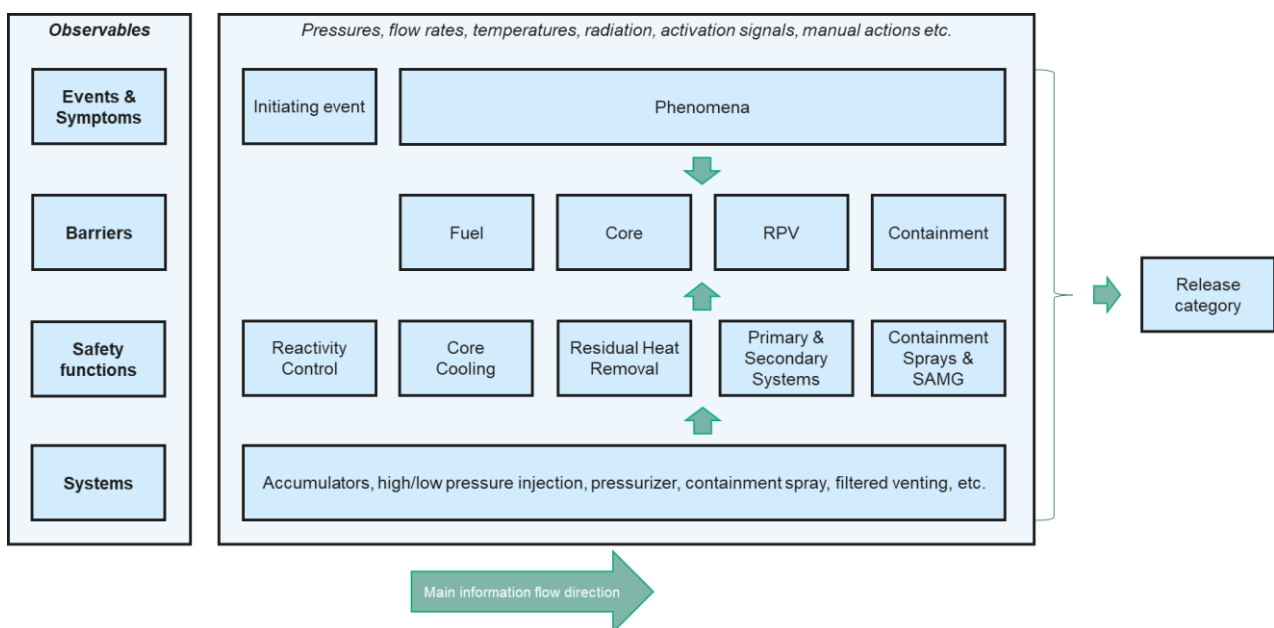 Observables
Pressures, flow rates, temperatures, radiation, activation signals, manual actions etc.
Events &
Symptoms
Initiating event
Phenomena
Barriers
Fuel
Core
RPV
Containment
Release
category
Safety
functions
Reactivity
Control
Core
Cooling
Residual Heat
Removal
Primary &
Secondary
Systems
Containment
Sprays &
SAMG
Systems
Accumulators, high/low pressure injection, pressurizer, containment spray, filtered venting, etc.
Main information flow direction